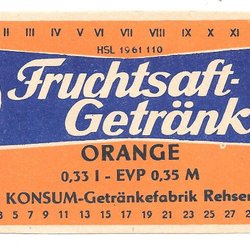 II III IV V VI VII VIII IX X XI
HSL 1961 110
Fruchtsaft-
Getränk
ORANGE
0,33 l - EVP 0,35 M
KONSUM-Getränkefabrik Rehsen
3 5 7 9 11 13 15 17 19 21 23 25 27 29